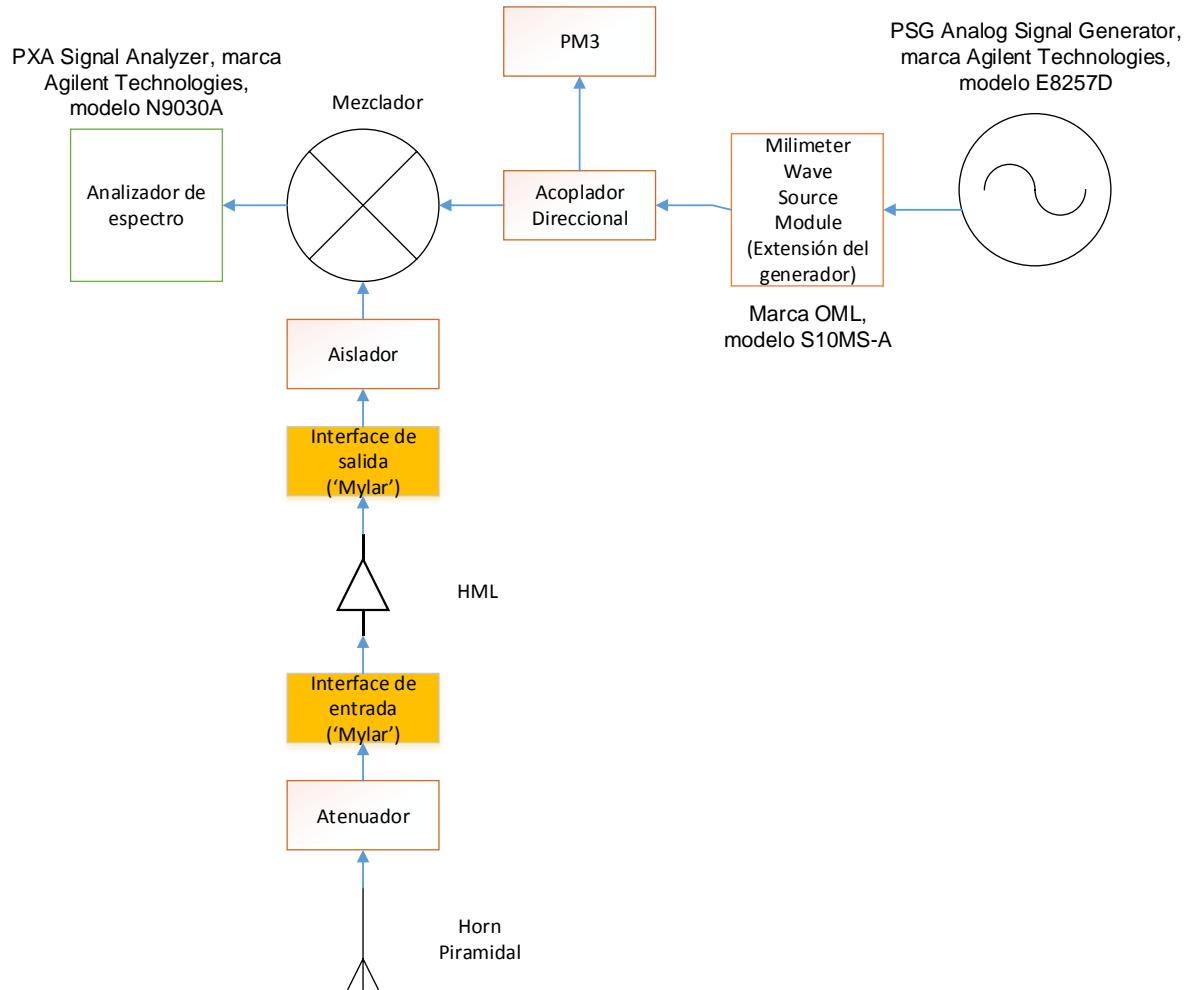 PM3
PSG Analog Signal Generator,
marca Agilent Technologies,
modelo E8257D
PXA Signal Analyzer, marca
Agilent Technologies,
modelo N9030A
Mezclador
Analizador de
espectro
Acoplador
Direccional
Milimeter
Wave
Source
Module
(Extensión del
generador)
Marca OML,
modelo S10MS-A
Aislador
Interface de
salida
(‘Mylar’)
HML
Interface de
entrada
(‘Mylar’)
Atenuador
Horn
Piramidal